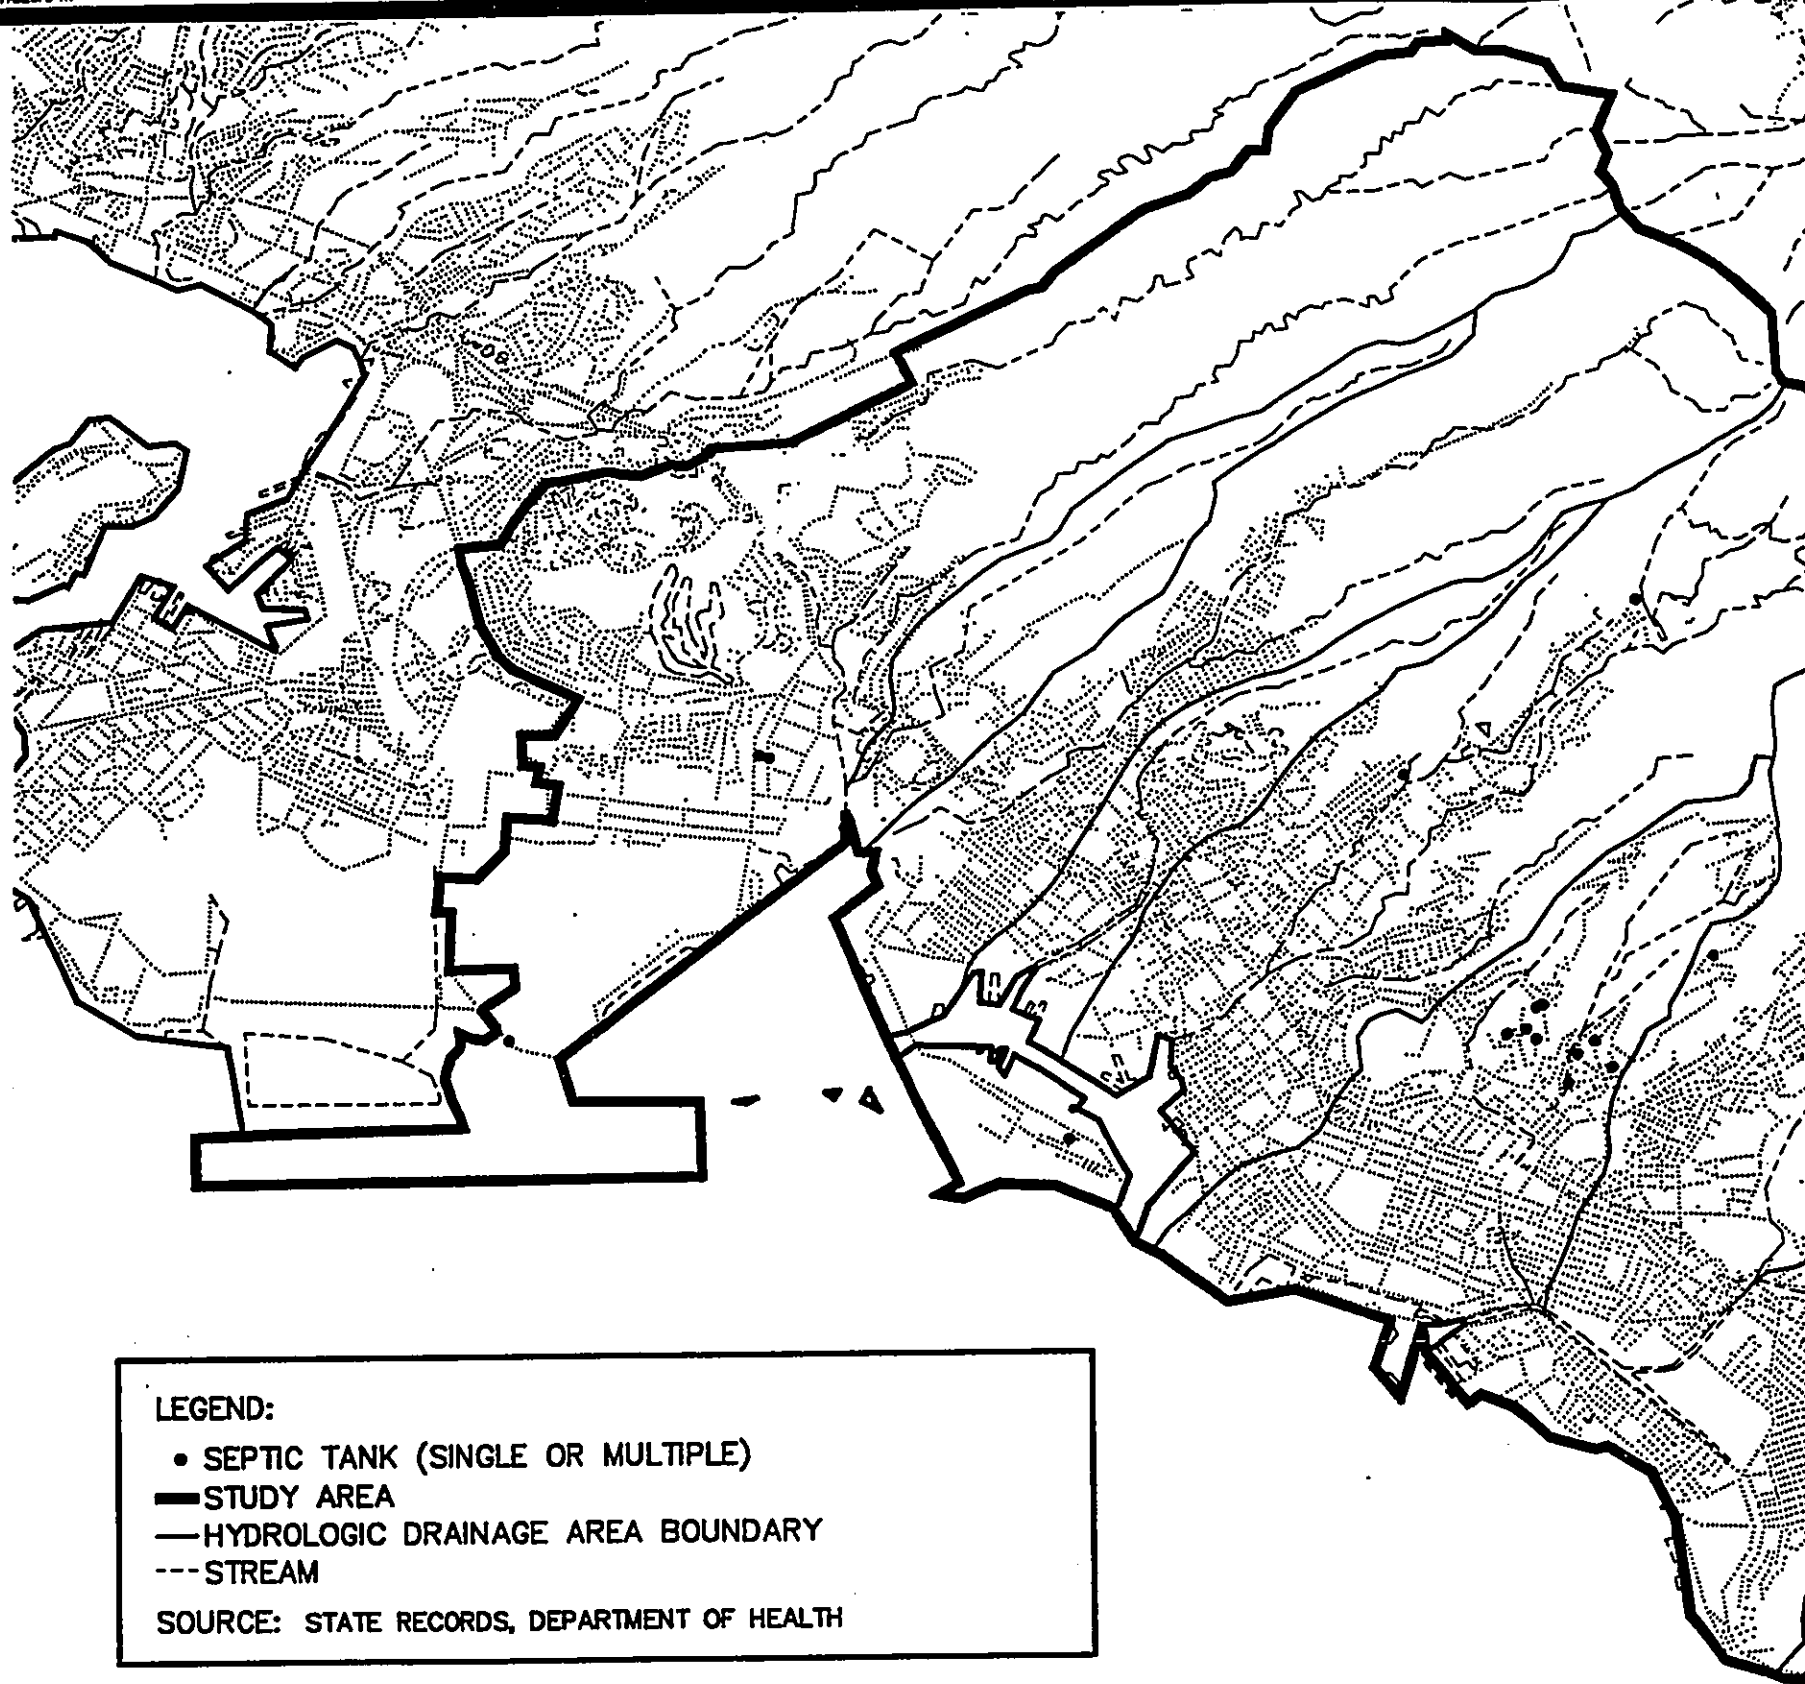 LEGEND:
• SEPTIC TANK (SINGLE OR MULTIPLE)
STUDY AREA
HYDROLOGIC DRAINAGE AREA BOUNDARY
STREAM
SOURCE: STATE RECORDS, DEPARTMENT OF HEALTH